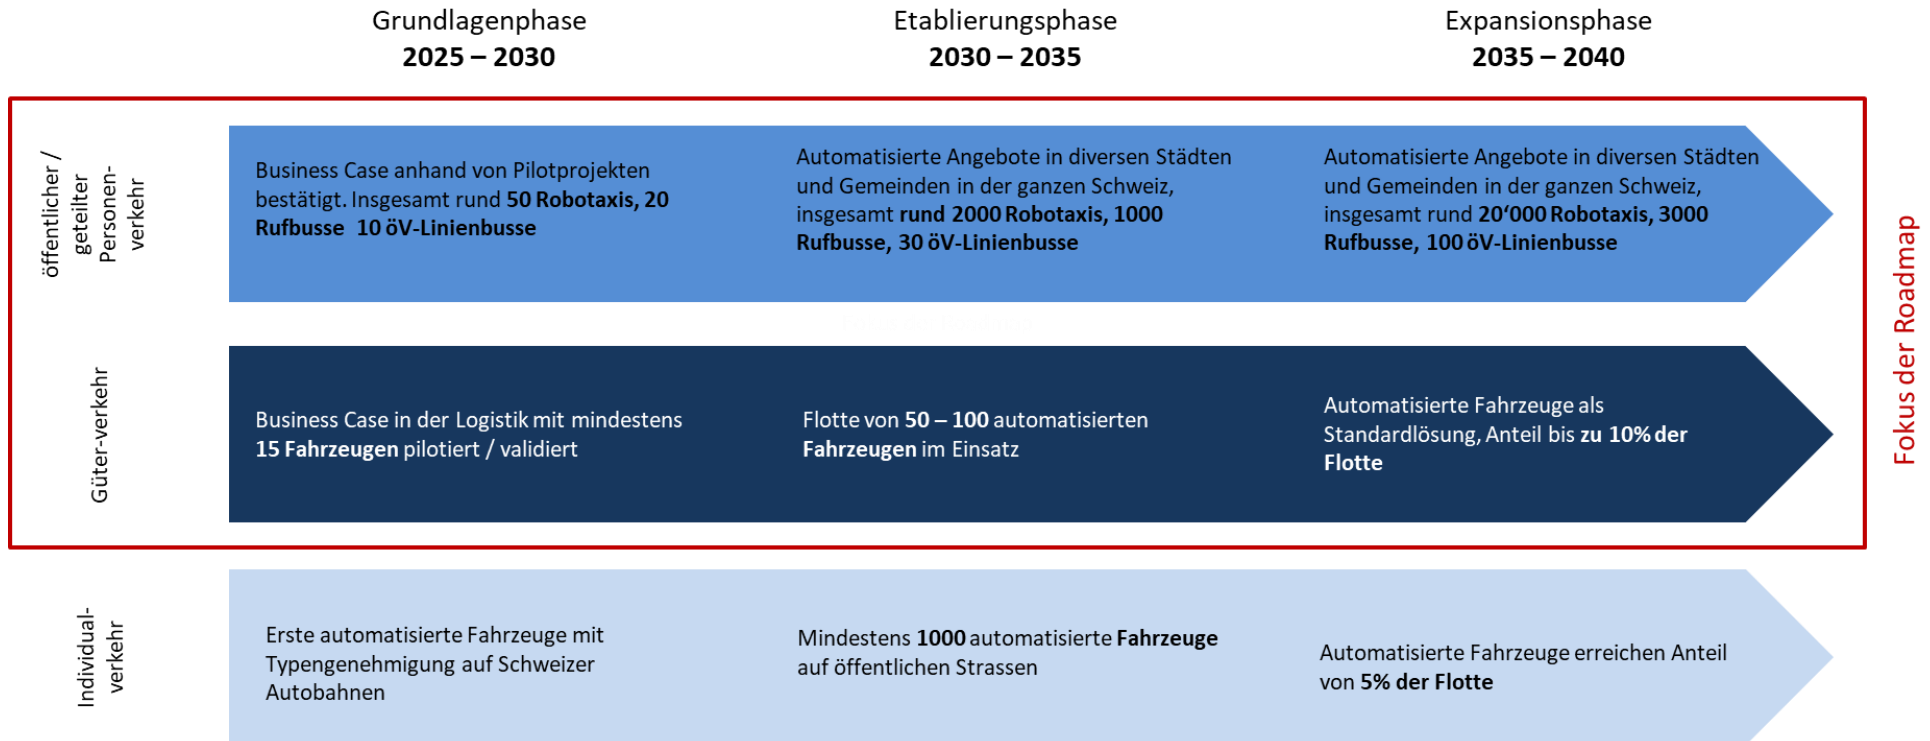 Grundlagenphase
2025 – 2030
Etablierungsphase
2030 – 2035
Expansionsphase
2035 – 2040
öffentlicher /
geteilter
Personen-
verkehr
Business Case anhand von Pilotprojekten
bestätigt. Insgesamt rund 50 Robotaxis, 20
Rufbusse 10 öV-Linienbusse
Automatisierte Angebote in diversen Städten
und Gemeinden in der ganzen Schweiz,
insgesamt rund 2000 Robotaxis, 1000
Rufbusse, 30 öV-Linienbusse
Automatisierte Angebote in diversen Städten
und Gemeinden in der ganzen Schweiz,
insgesamt rund 20‘000 Robotaxis, 3000
Rufbusse, 100 öV-Linienbusse
Güter-verkehr
Business Case in der Logistik mit mindestens
15 Fahrzeugen pilotiert / validiert
Flotte von 50 – 100 automatisierten
Fahrzeugen im Einsatz
Automatisierte Fahrzeuge als
Standardlösung, Anteil bis zu 10% der
Flotte
Fokus der Roadmap
Individual-
verkehr
Erste automatisierte Fahrzeuge mit
Typengenehmigung auf Schweizer
Autobahnen
Mindestens 1000 automatisierte Fahrzeuge
auf öffentlichen Strassen
Automatisierte Fahrzeuge erreichen Anteil
von 5% der Flotte